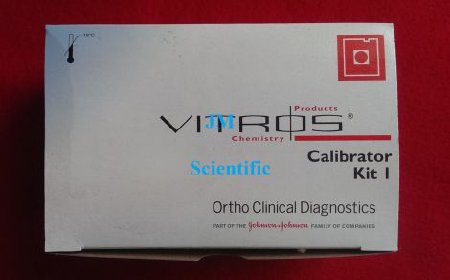 Products
VITROS®
Chemistry
JM
Scientific
Calibrator
Kit 1
Ortho Clinical Diagnostics
PART OF THE Johnson & Johnson FAMILY OF COMPANIES